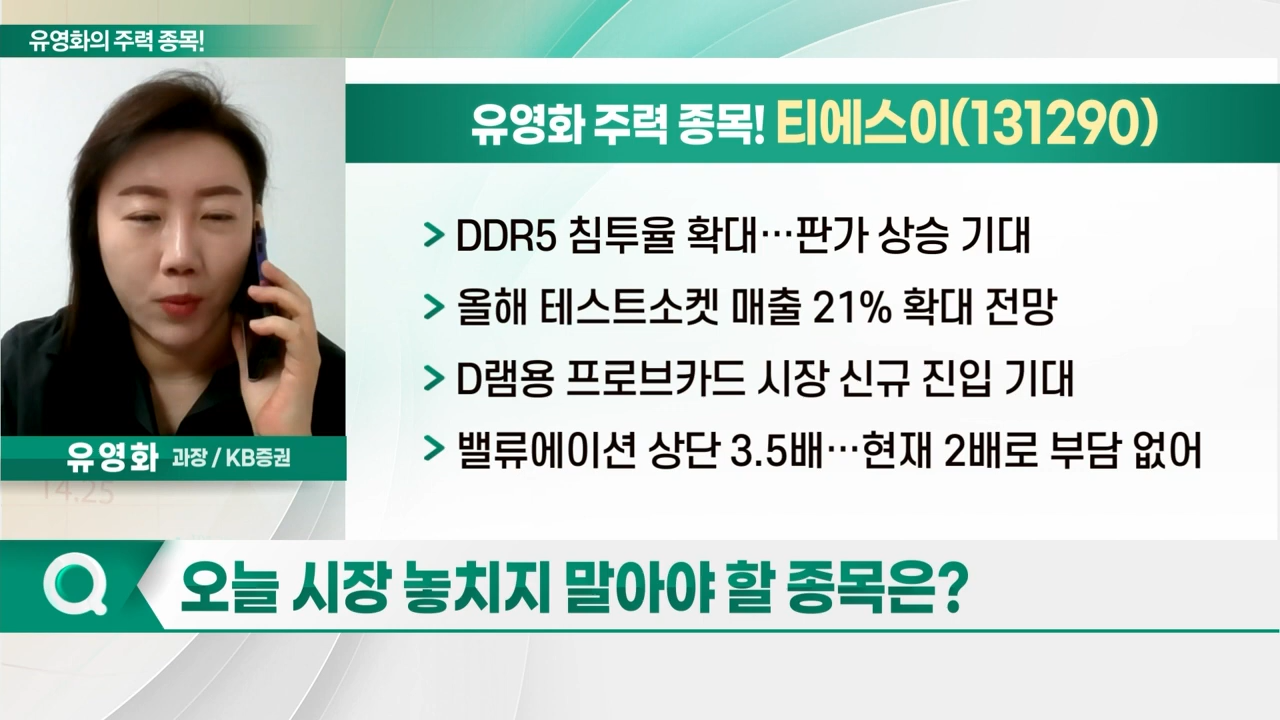 유영화의 주력 종목!
유영화 주력 종목! 티에스이(131290)
> DDR5 침투율 확대…판가 상승 기대
> 올해 테스트소켓 매출 21% 확대 전망
> D램용 프로브카드 시장 신규 진입 기대
> 밸류에이션 상단 3.5배…현재 2배로 부담 없어
유영화 과장 / KB증권
14.25
Q 오늘 시장 놓치지 말아야 할 종목은?